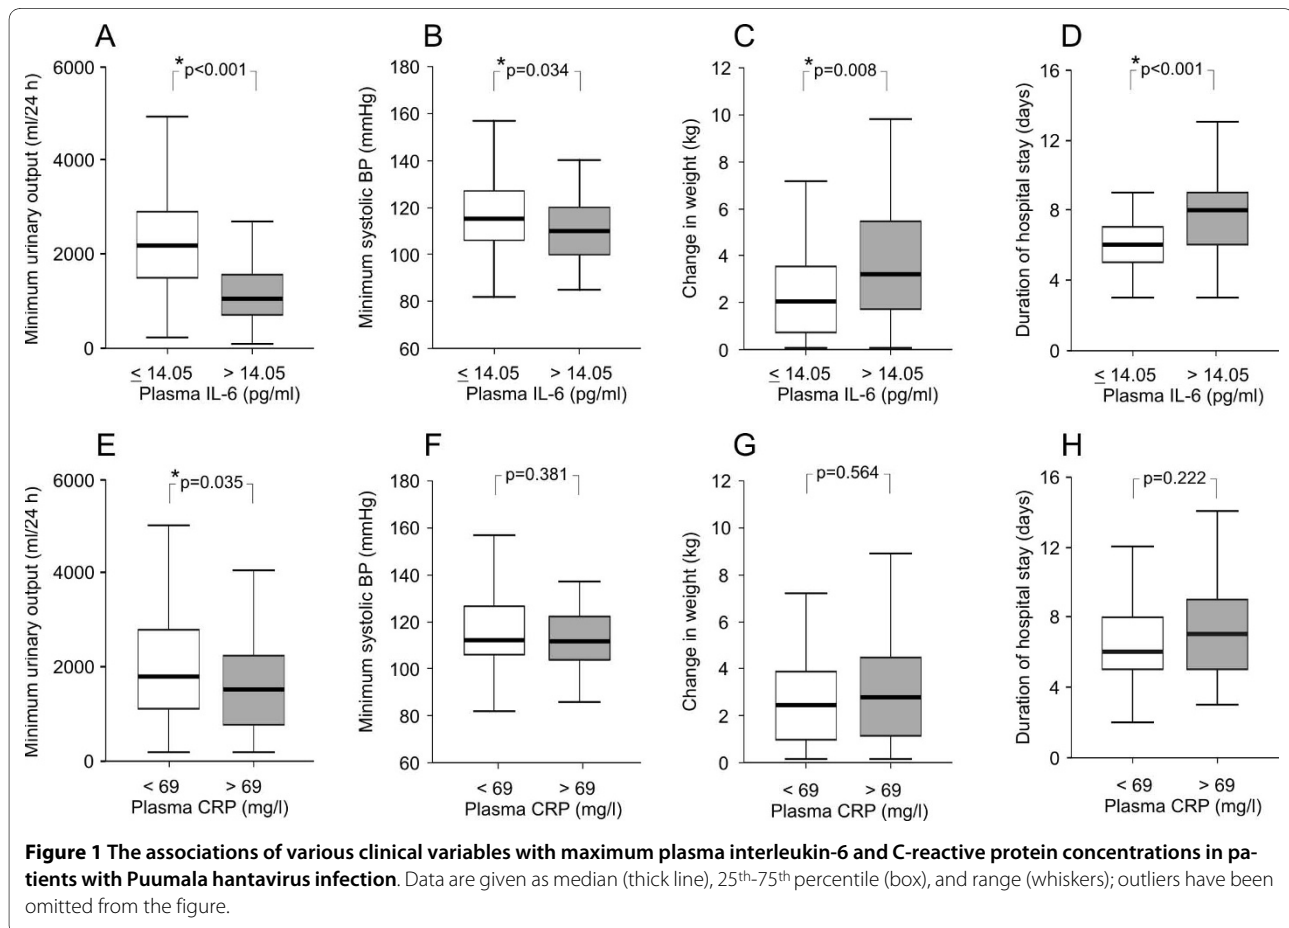 A
B
C
D
*p<0.001
*p=0.034
*p=0.008
*p<0.001
Minimum urinary output (ml/24 h)
6000
4000
2000
0
≤ 14.05 > 14.05
Plasma IL-6 (pg/ml)
Minimum systolic BP (mmHg)
180
160
140
120
100
80
60
≤ 14.05 > 14.05
Plasma IL-6 (pg/ml)
Change in weight (kg)
12
10
8
6
4
2
0
≤ 14.05 > 14.05
Plasma IL-6 (pg/ml)
Duration of hospital stay (days)
16
12
8
4
0
≤ 14.05 > 14.05
Plasma IL-6 (pg/ml)
E
F
G
H
*p=0.035
p=0.381
p=0.564
p=0.222
Minimum urinary output (ml/24 h)
6000
4000
2000
0
< 69 > 69
Plasma CRP (mg/l)
Minimum systolic BP (mmHg)
180
160
140
120
100
80
60
< 69 > 69
Plasma CRP (mg/l)
Change in weight (kg)
12
10
8
6
4
2
0
< 69 > 69
Plasma CRP (mg/l)
Duration of hospital stay (days)
16
12
8
4
0
< 69 > 69
Plasma CRP (mg/l)
Figure 1 The associations of various clinical variables with maximum plasma interleukin-6 and C-reactive protein concentrations in pa-
tients with Puumala hantavirus infection. Data are given as median (thick line), 25th-75th percentile (box), and range (whiskers); outliers have been
omitted from the figure.